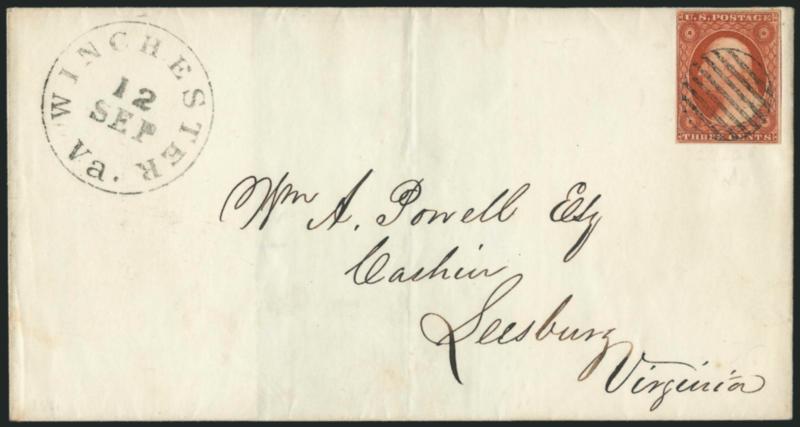 WINCHESTER Va.
12
SEP
U.S. POSTAGE
THREE CENTS
Wm A. Powell Esq
Cashier
Leesburg
Virginia